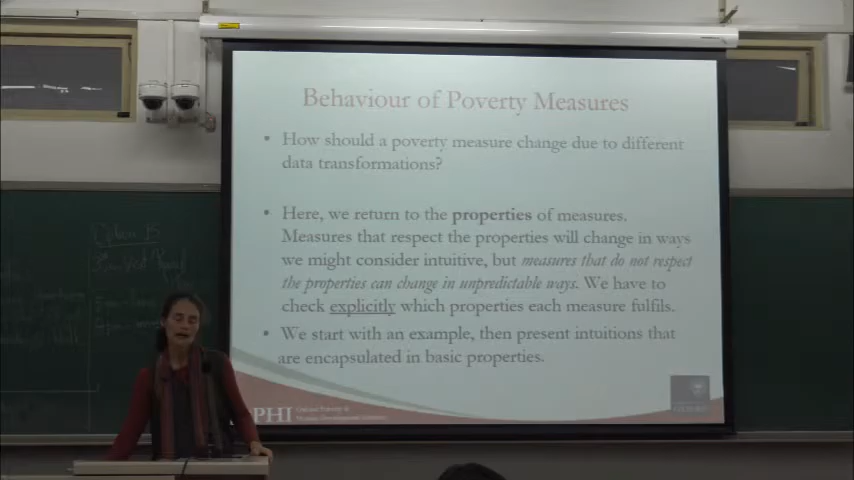 Behaviour of Poverty Measures
• How should a poverty measure change due to different
data transformations?
• Here, we return to the properties of measures.
Measures that respect the properties will change in ways
we might consider intuitive, but measures that do not respect
the properties can change in unpredictable ways. We have to
check explicitly which properties each measure fulfils.
• We start with an example, then present intuitions that
are encapsulated in basic properties.
PHI